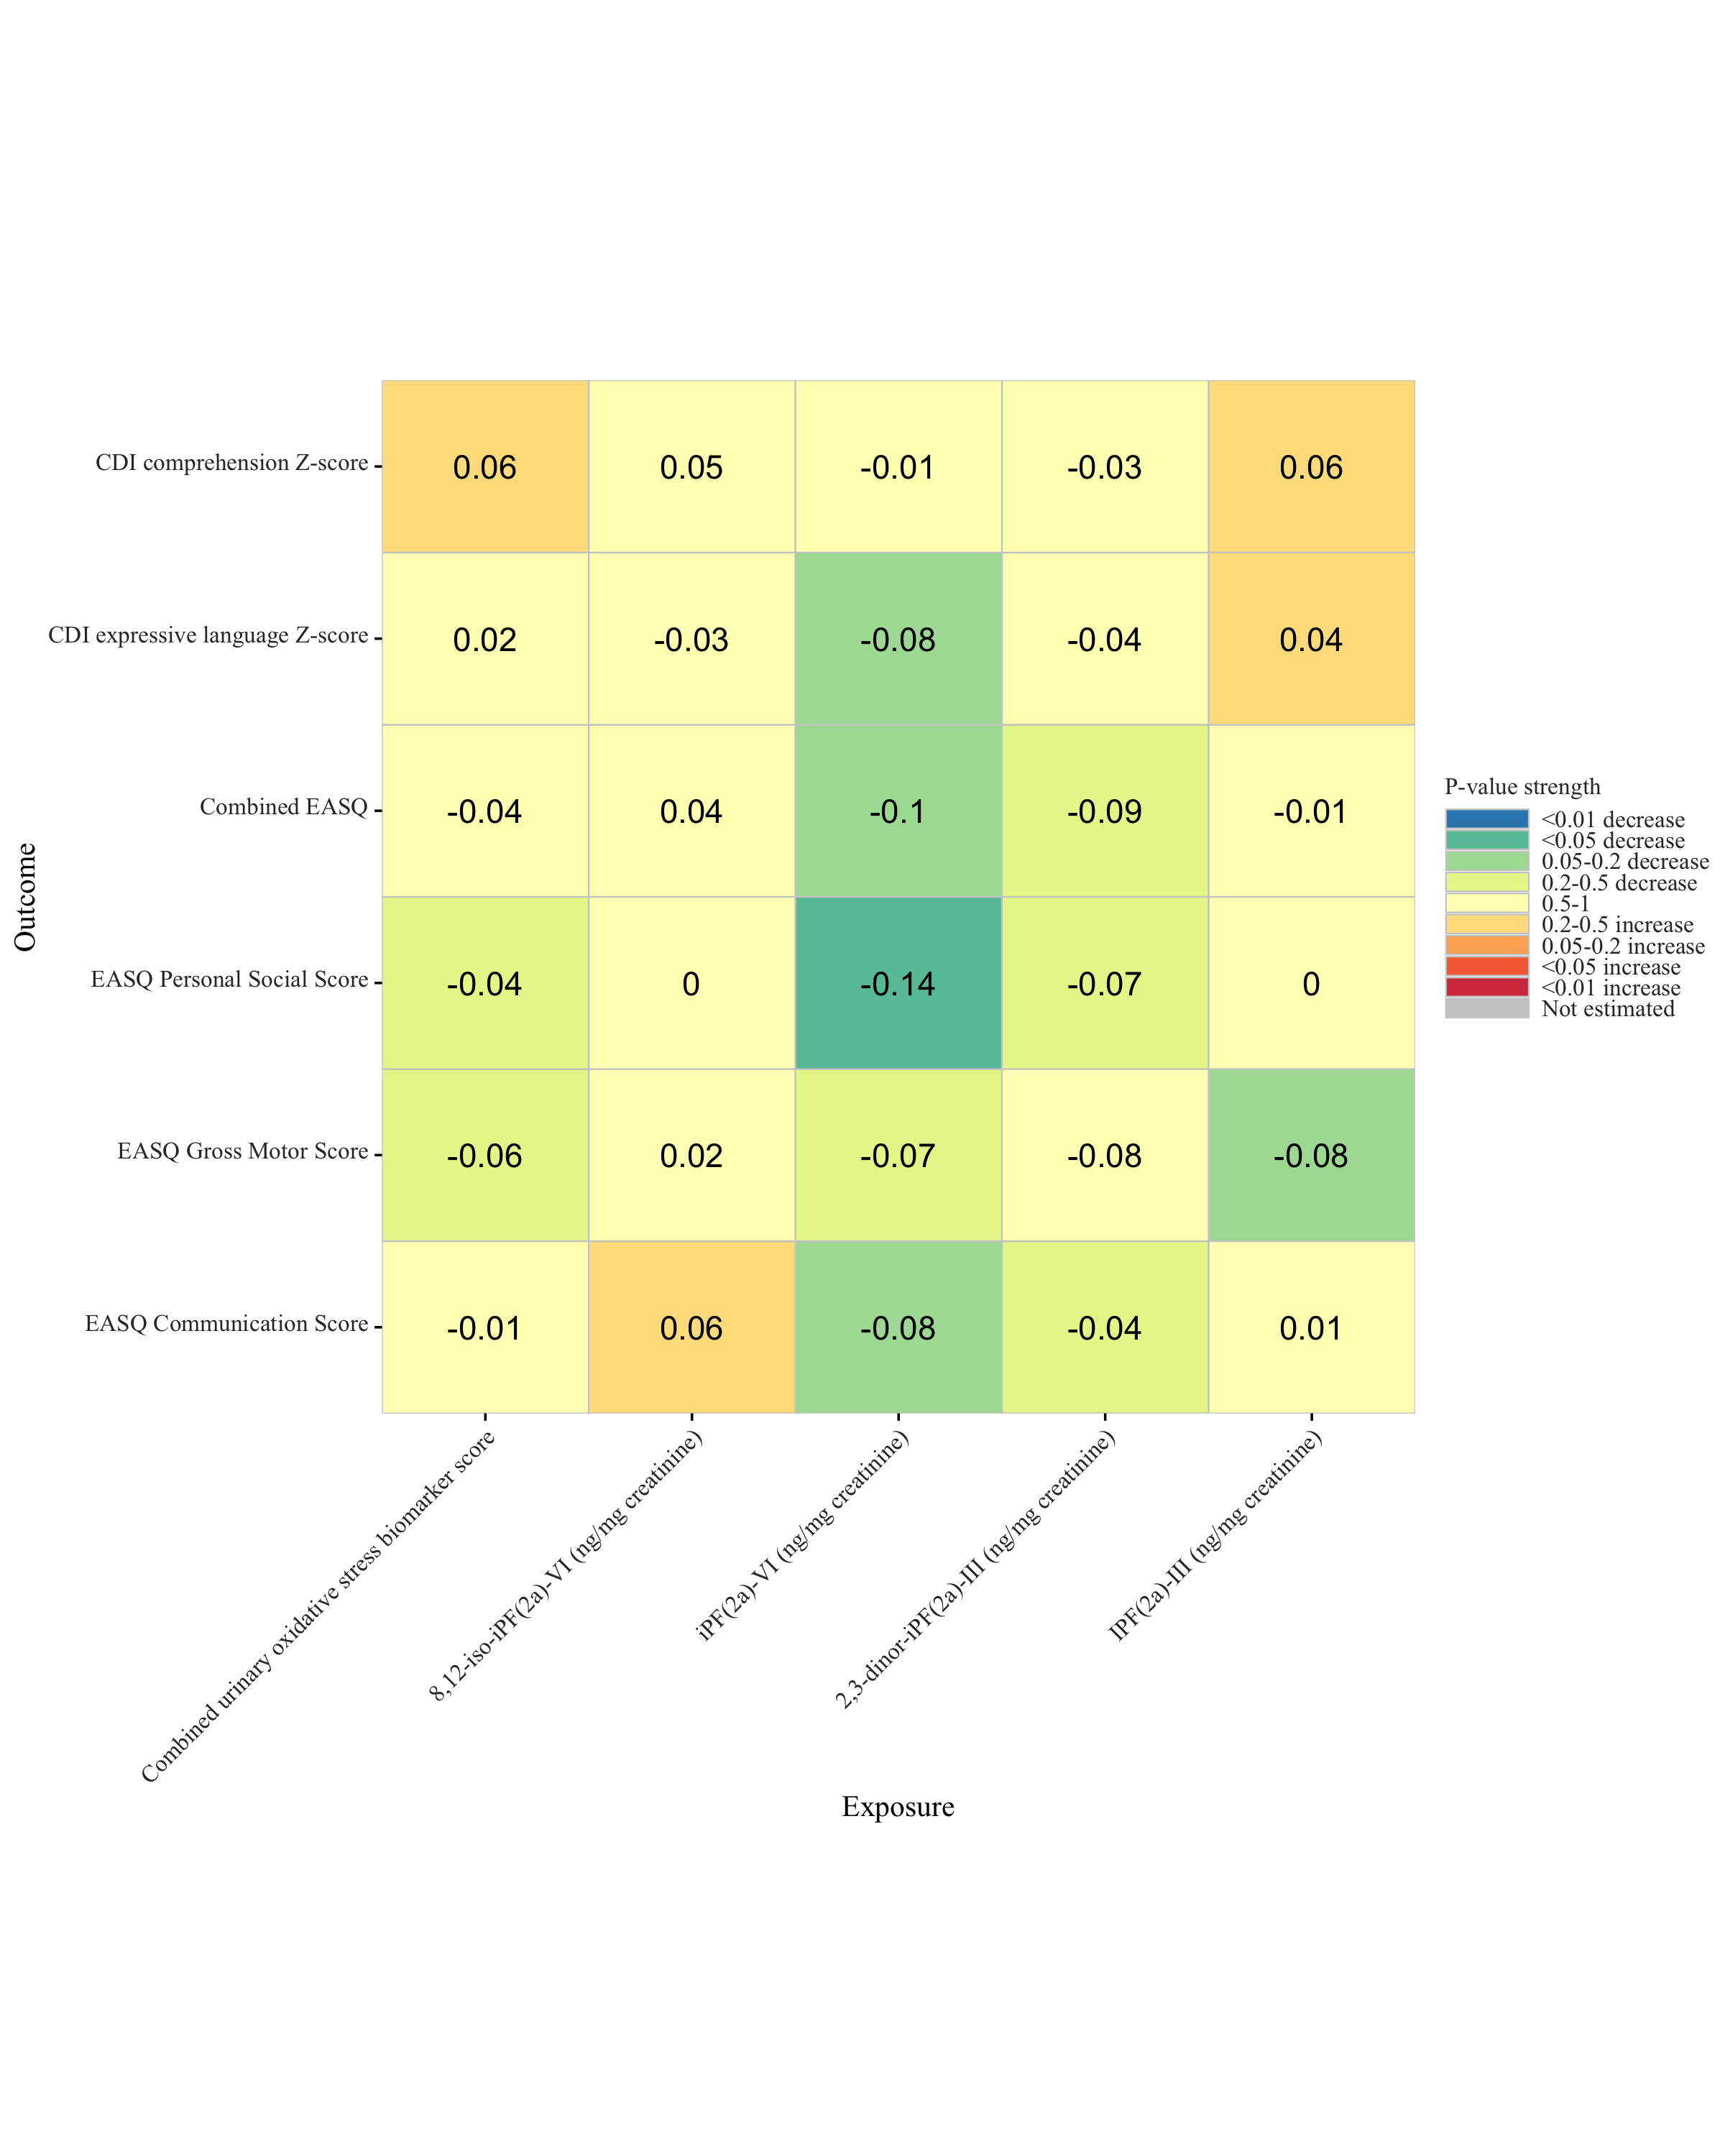 CDI comprehension Z-score
0.06 0.05 -0.01 -0.03 0.06
CDI expressive language Z-score
0.02 -0.03 -0.08 -0.04 0.04
Combined EASQ
-0.04 0.04 -0.1 -0.09 -0.01
EASQ Personal Social Score
-0.04 0 -0.14 -0.07 0
EASQ Gross Motor Score
-0.06 0.02 -0.07 -0.08 -0.08
EASQ Communication Score
-0.01 0.06 -0.08 -0.04 0.01
Outcome
Combined urinary oxidative stress biomarker score
8,12-iso-iPF(2a)-VI (ng/mg creatinine)
iPF(2a)-VI (ng/mg creatinine)
2,3-dinor-iPF(2a)-III (ng/mg creatinine)
IPF(2a)-III (ng/mg creatinine)
Exposure
P-value strength
<0.01 decrease
<0.05 decrease
0.05-0.2 decrease
0.2-0.5 decrease
0.5-1
0.2-0.5 increase
0.05-0.2 increase
<0.05 increase
<0.01 increase
Not estimated